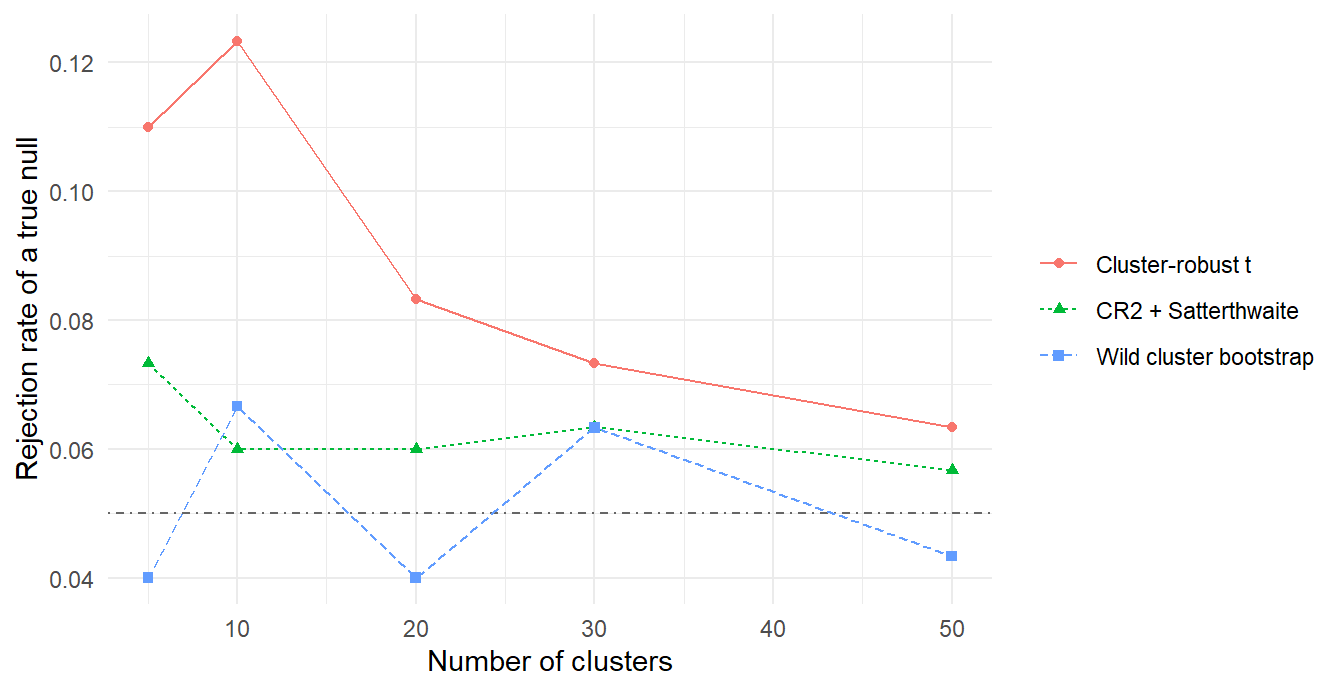 Rejection rate of a true null
0.12
0.10
0.08
0.06
0.04
10 20 30 40 50
Number of clusters
Cluster-robust t
CR2 + Satterthwaite
Wild cluster bootstrap